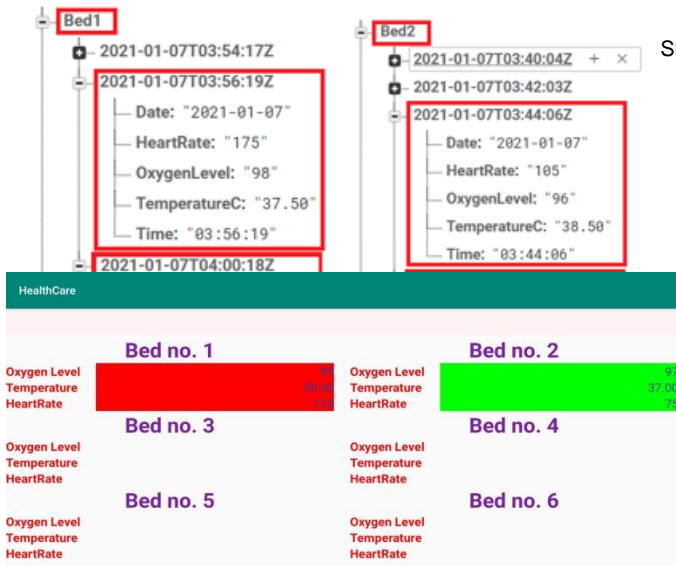 Bed1
2021-01-07T03:54:17Z
2021-01-07T03:56:19Z
Date: "2021-01-07"
HeartRate: "175"
OxygenLevel: "98"
TemperatureC: "37.50"
Time: "03:56:19"
2021-01-07T04:00:18Z
Bed2
2021-01-07T03:40:04Z + ×
2021-01-07T03:42:03Z
2021-01-07T03:44:06Z
Date: "2021-01-07"
HeartRate: "105"
OxygenLevel: "96"
TemperatureC: "38.50"
Time: "03:44:06"
HealthCare
Bed no. 1
Oxygen Level
Temperature
HeartRate
Bed no. 2
Oxygen Level 97
Temperature 37.00
HeartRate 75
Bed no. 3
Oxygen Level
Temperature
HeartRate
Bed no. 4
Oxygen Level
Temperature
HeartRate
Bed no. 5
Oxygen Level
Temperature
HeartRate
Bed no. 6
Oxygen Level
Temperature
HeartRate